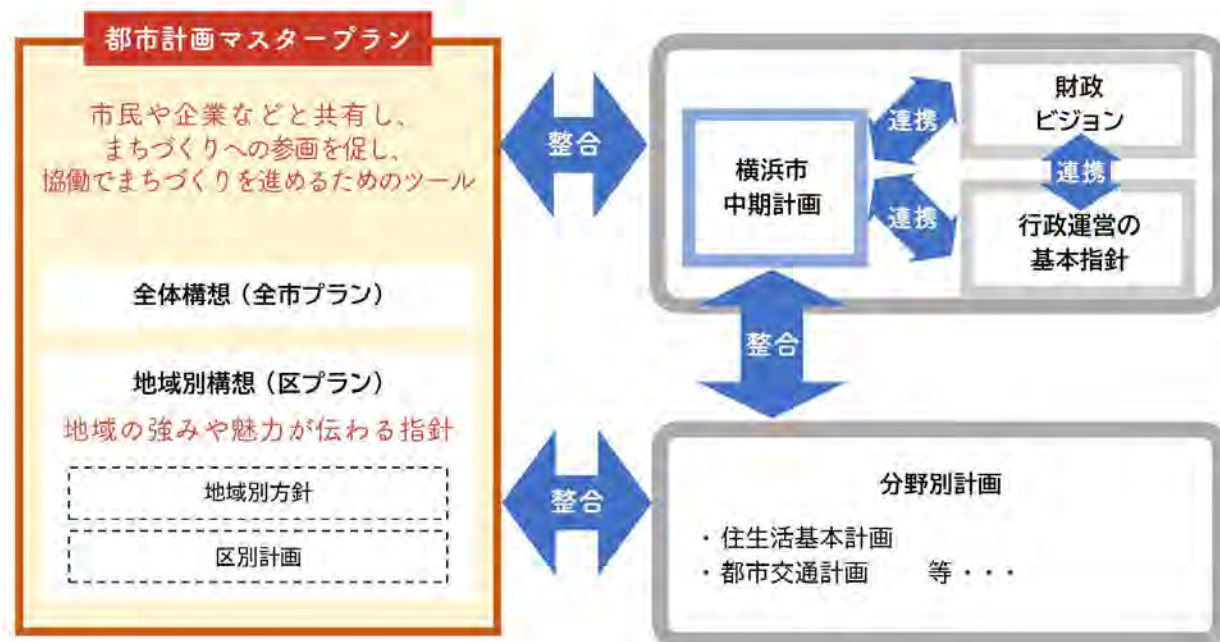 都市計画マスタープラン
市民や企業などと共有し、
まちづくりへの参画を促し、
協働でまちづくりを進めるためのツール
全体構想（全市プラン）
地域別構想（区プラン）
地域の強みや魅力が伝わる指針
地域別方針
区別計画
整合
整合
横浜市
中期計画
連携
連携
財政
ビジョン
連携
行政運営の
基本指針
整合
分野別計画
・住生活基本計画
・都市交通計画　　等・・・